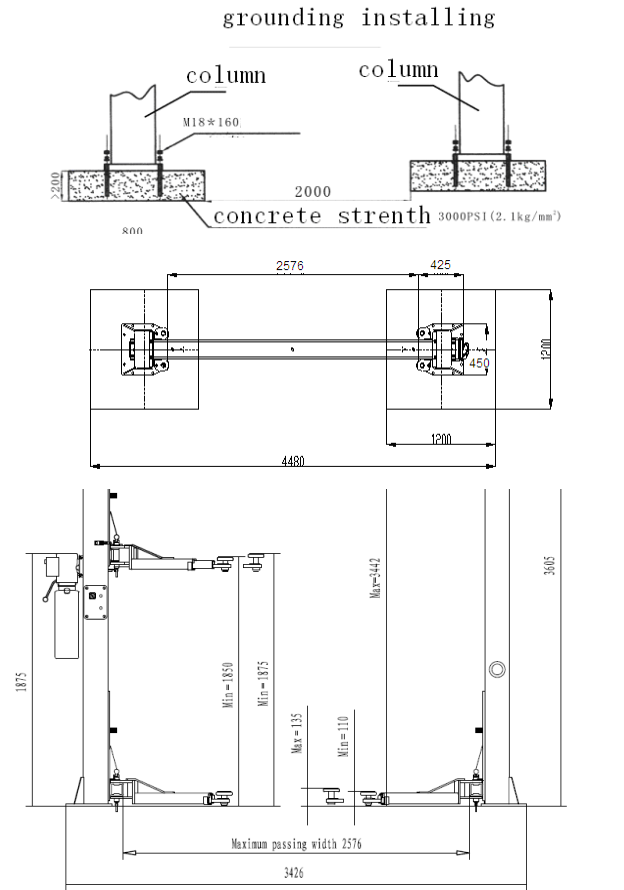 grounding installing
column
column
M18*160
>200
2000
concrete strenth 3000PSI(2.1kg/mm²)
800
2576
425
450
1200
1200
4480
Max=3442
3605
1875
Min=1850
Min=1875
Max=135
Min=110
Maximum passing width 2576
3426